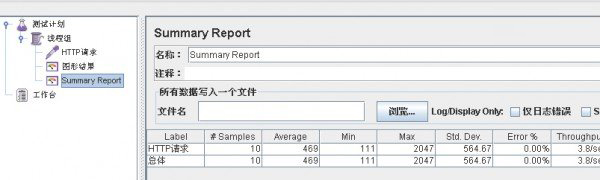 测试计划
线程组
HTTP请求
图形结果
Summary Report
工作台
Summary Report
名称： Summary Report
注释：
所有数据写入一个文件
文件名 浏览... Log/Display Only: 仅日志错误 S
Label # Samples Average Min Max Std. Dev. Error % Throughpu
HTTP请求 10 469 111 2047 564.67 0.00% 3.8/se
总体 10 469 111 2047 564.67 0.00% 3.8/se